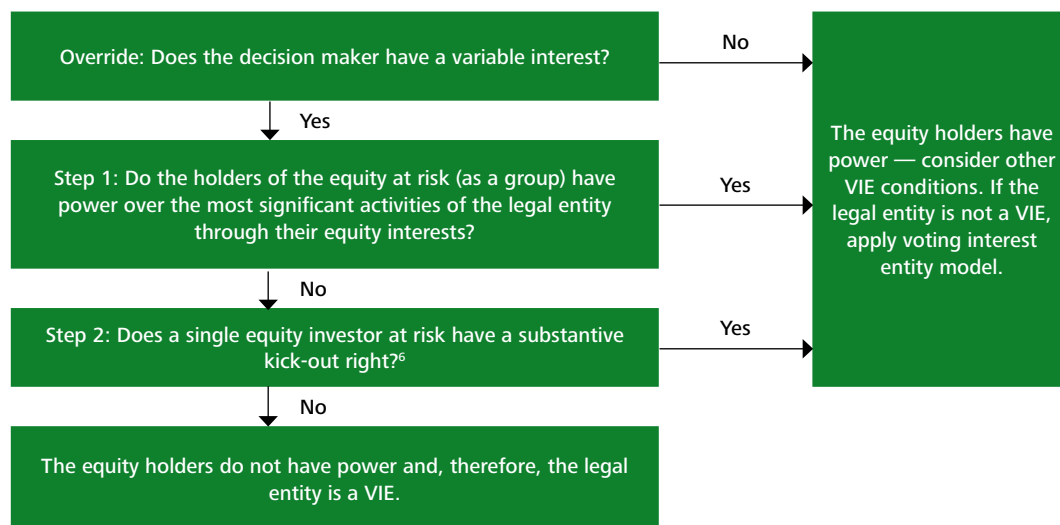 Override: Does the decision maker have a variable interest?
No
Yes
Step 1: Do the holders of the equity at risk (as a group) have
power over the most significant activities of the legal entity
through their equity interests?
Yes
No
Step 2: Does a single equity investor at risk have a substantive
kick-out right?⁶
Yes
No
The equity holders do not have power and, therefore, the legal
entity is a VIE.
The equity holders have
power — consider other
VIE conditions. If the
legal entity is not a VIE,
apply voting interest
entity model.